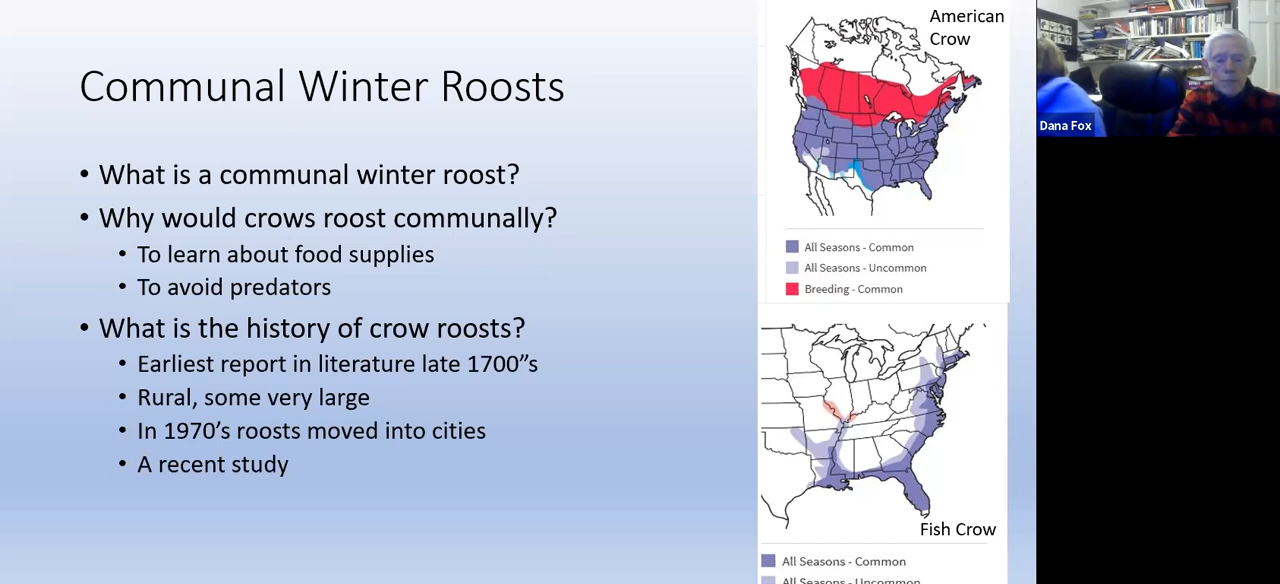 Communal Winter Roosts
• What is a communal winter roost?
• Why would crows roost communally?
• To learn about food supplies
• To avoid predators
• What is the history of crow roosts?
• Earliest report in literature late 1700”s
• Rural, some very large
• In 1970’s roosts moved into cities
• A recent study
American
Crow
All Seasons - Common
All Seasons - Uncommon
Breeding - Common
Fish Crow
All Seasons - Common
All Seasons - Uncommon
Dana Fox